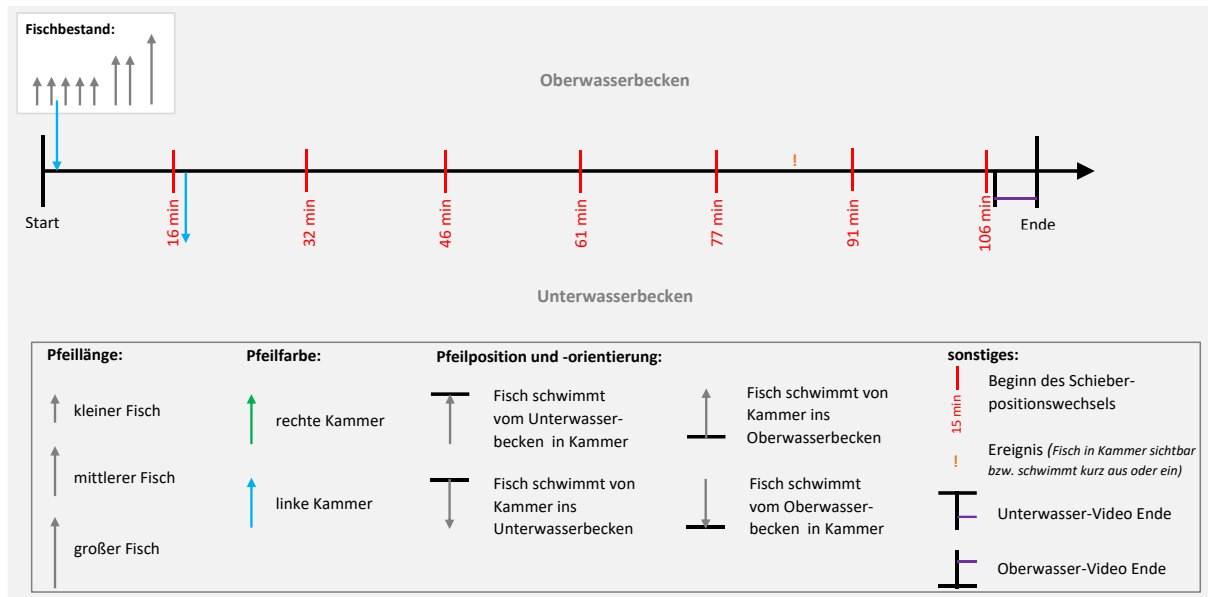 Fischbestand:
Oberwasserbecken
Start
16 min
32 min
46 min
61 min
77 min
!
91 min
106 min
Ende
Unterwasserbecken
Pfeillänge:
kleiner Fisch
mittlerer Fisch
großer Fisch
Pfeilfarbe:
rechte Kammer
linke Kammer
Pfeilposition und -orientierung:
Fisch schwimmt
vom Unterwasser-
becken in Kammer
Fisch schwimmt von
Kammer ins
Unterwasserbecken
Fisch schwimmt von
Kammer ins
Oberwasserbecken
Fisch schwimmt
vom Oberwasser-
becken in Kammer
sonstiges:
15 min
Beginn des Schieber-
positionswechsels
!
Ereignis (Fisch in Kammer sichtbar
bzw. schwimmt kurz aus oder ein)
Unterwasser-Video Ende
Oberwasser-Video Ende